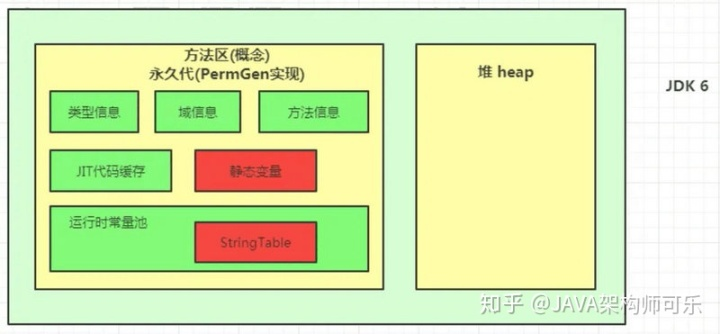 方法区(概念)
永久代(PermGen实现)
堆 heap
JDK 6
类型信息
域信息
方法信息
JIT代码缓存
静态变量
运行时常量池
StringTable
知乎 @JAVA架构师可乐